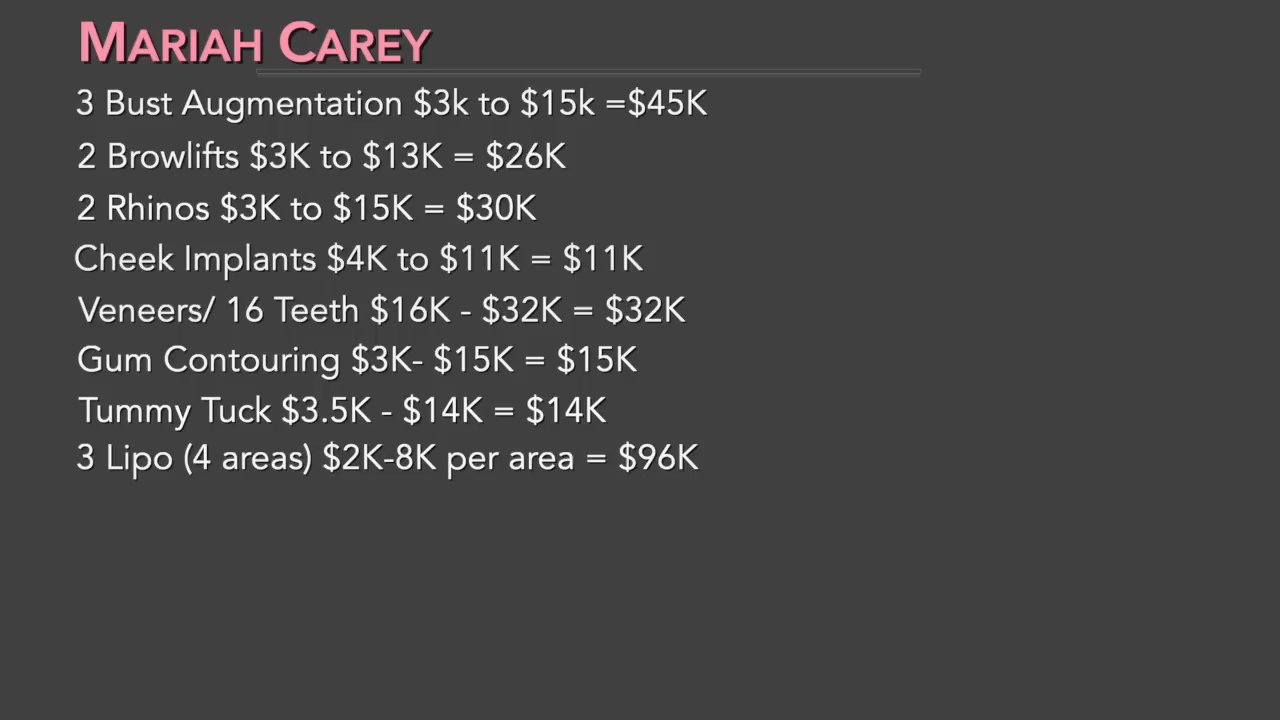 MARIAH CAREY
3 Bust Augmentation $3k to $15k =$45K
2 Browlifts $3K to $13K = $26K
2 Rhinos $3K to $15K = $30K
Cheek Implants $4K to $11K = $11K
Veneers/ 16 Teeth $16K - $32K = $32K
Gum Contouring $3K- $15K = $15K
Tummy Tuck $3.5K - $14K = $14K
3 Lipo (4 areas) $2K-8K per area = $96K